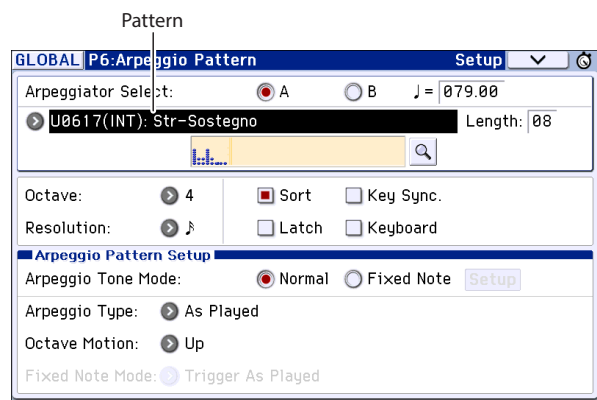 Pattern
GLOBAL P6:Arpeggio Pattern Setup
Arpeggiator Select: A B ♩= 079.00
U0617(INT): Str-Sostegno Length: 08
Octave: 4 Sort Key Sync.
Resolution: ♪ Latch Keyboard
Arpeggio Pattern Setup
Arpeggio Tone Mode: Normal Fixed Note Setup
Arpeggio Type: As Played
Octave Motion: Up
Fixed Note Mode: Trigger As Played